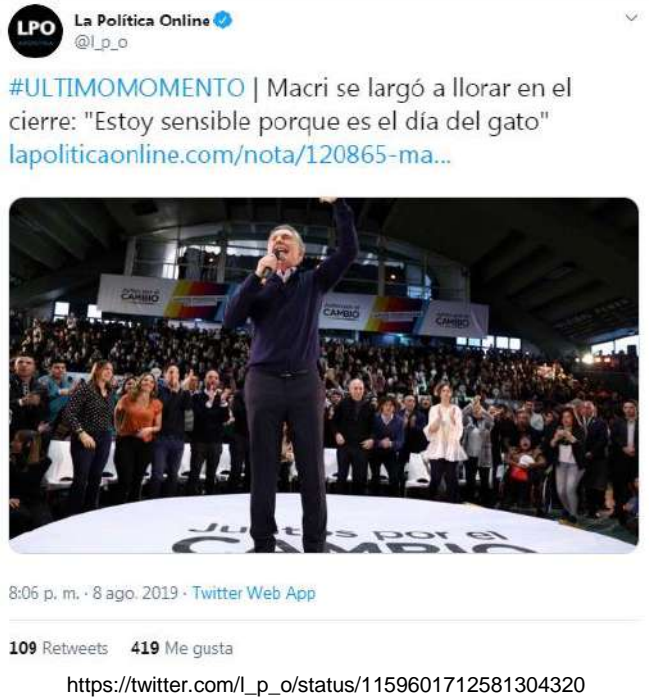 LPO
ARGENTINA
La Política Online
@l_p_o
#ULTIMOMOMENTO | Macri se largó a llorar en el
cierre: "Estoy sensible porque es el día del gato"
lapoliticaonline.com/nota/120865-ma...
CAMBIO
CAMBIO
CAMBIO
Juntos por el
CAMBIO
8:06 p. m. · 8 ago. 2019 · Twitter Web App
109 Retweets 419 Me gusta
https://twitter.com/l_p_o/status/1159601712581304320